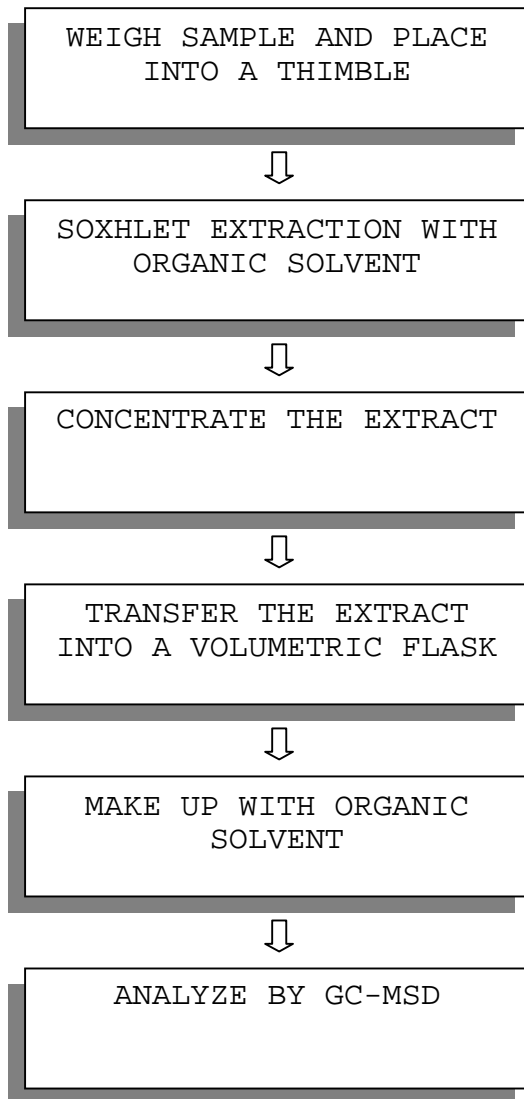 WEIGH SAMPLE AND PLACE
INTO A THIMBLE
SOXHLET EXTRACTION WITH
ORGANIC SOLVENT
CONCENTRATE THE EXTRACT
TRANSFER THE EXTRACT
INTO A VOLUMETRIC FLASK
MAKE UP WITH ORGANIC
SOLVENT
ANALYZE BY GC-MSD